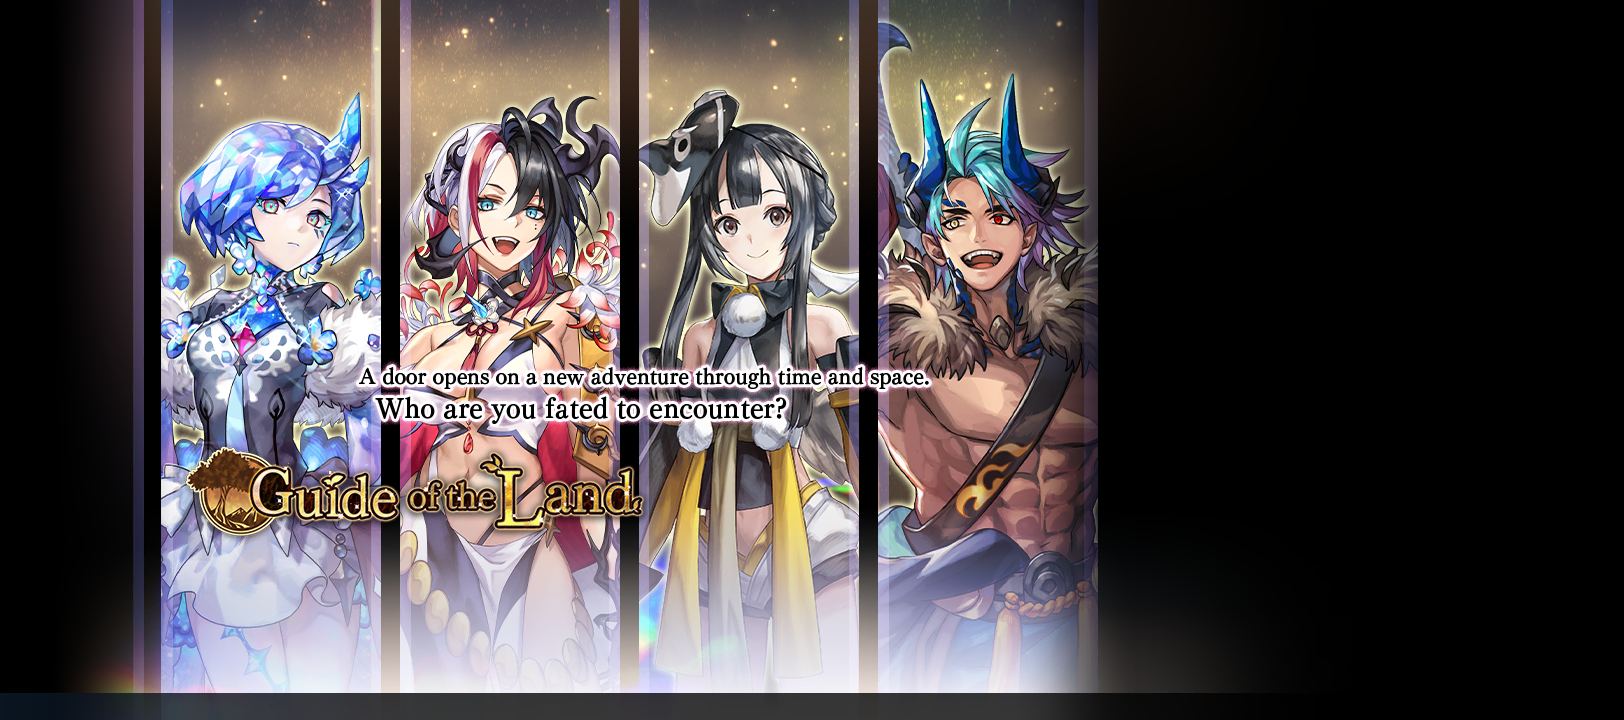 A door opens on a new adventure through time and space.
Who are you fated to encounter?
Guide of the Land